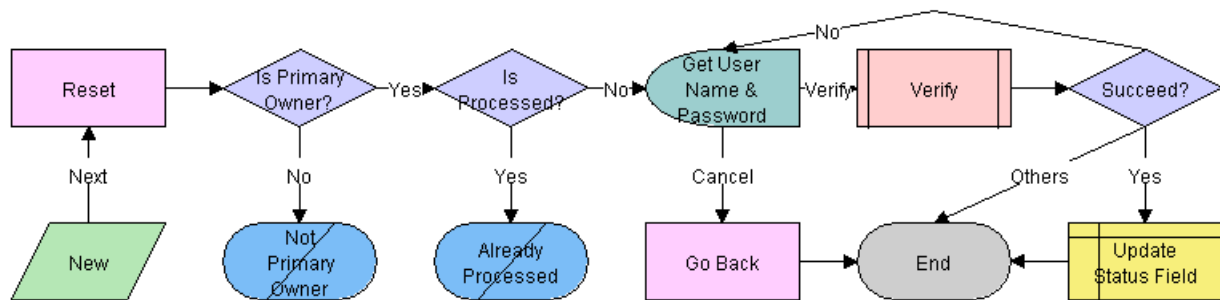 No
Reset
Is Primary
Owner?
Yes
Is
Processed?
No
Get User
Name &
Password
Verify
Verify
Succeed?
Next
No
Yes
Cancel
Others
Yes
New
Not
Primary
Owner
Already
Processed
Go Back
End
Update
Status Field